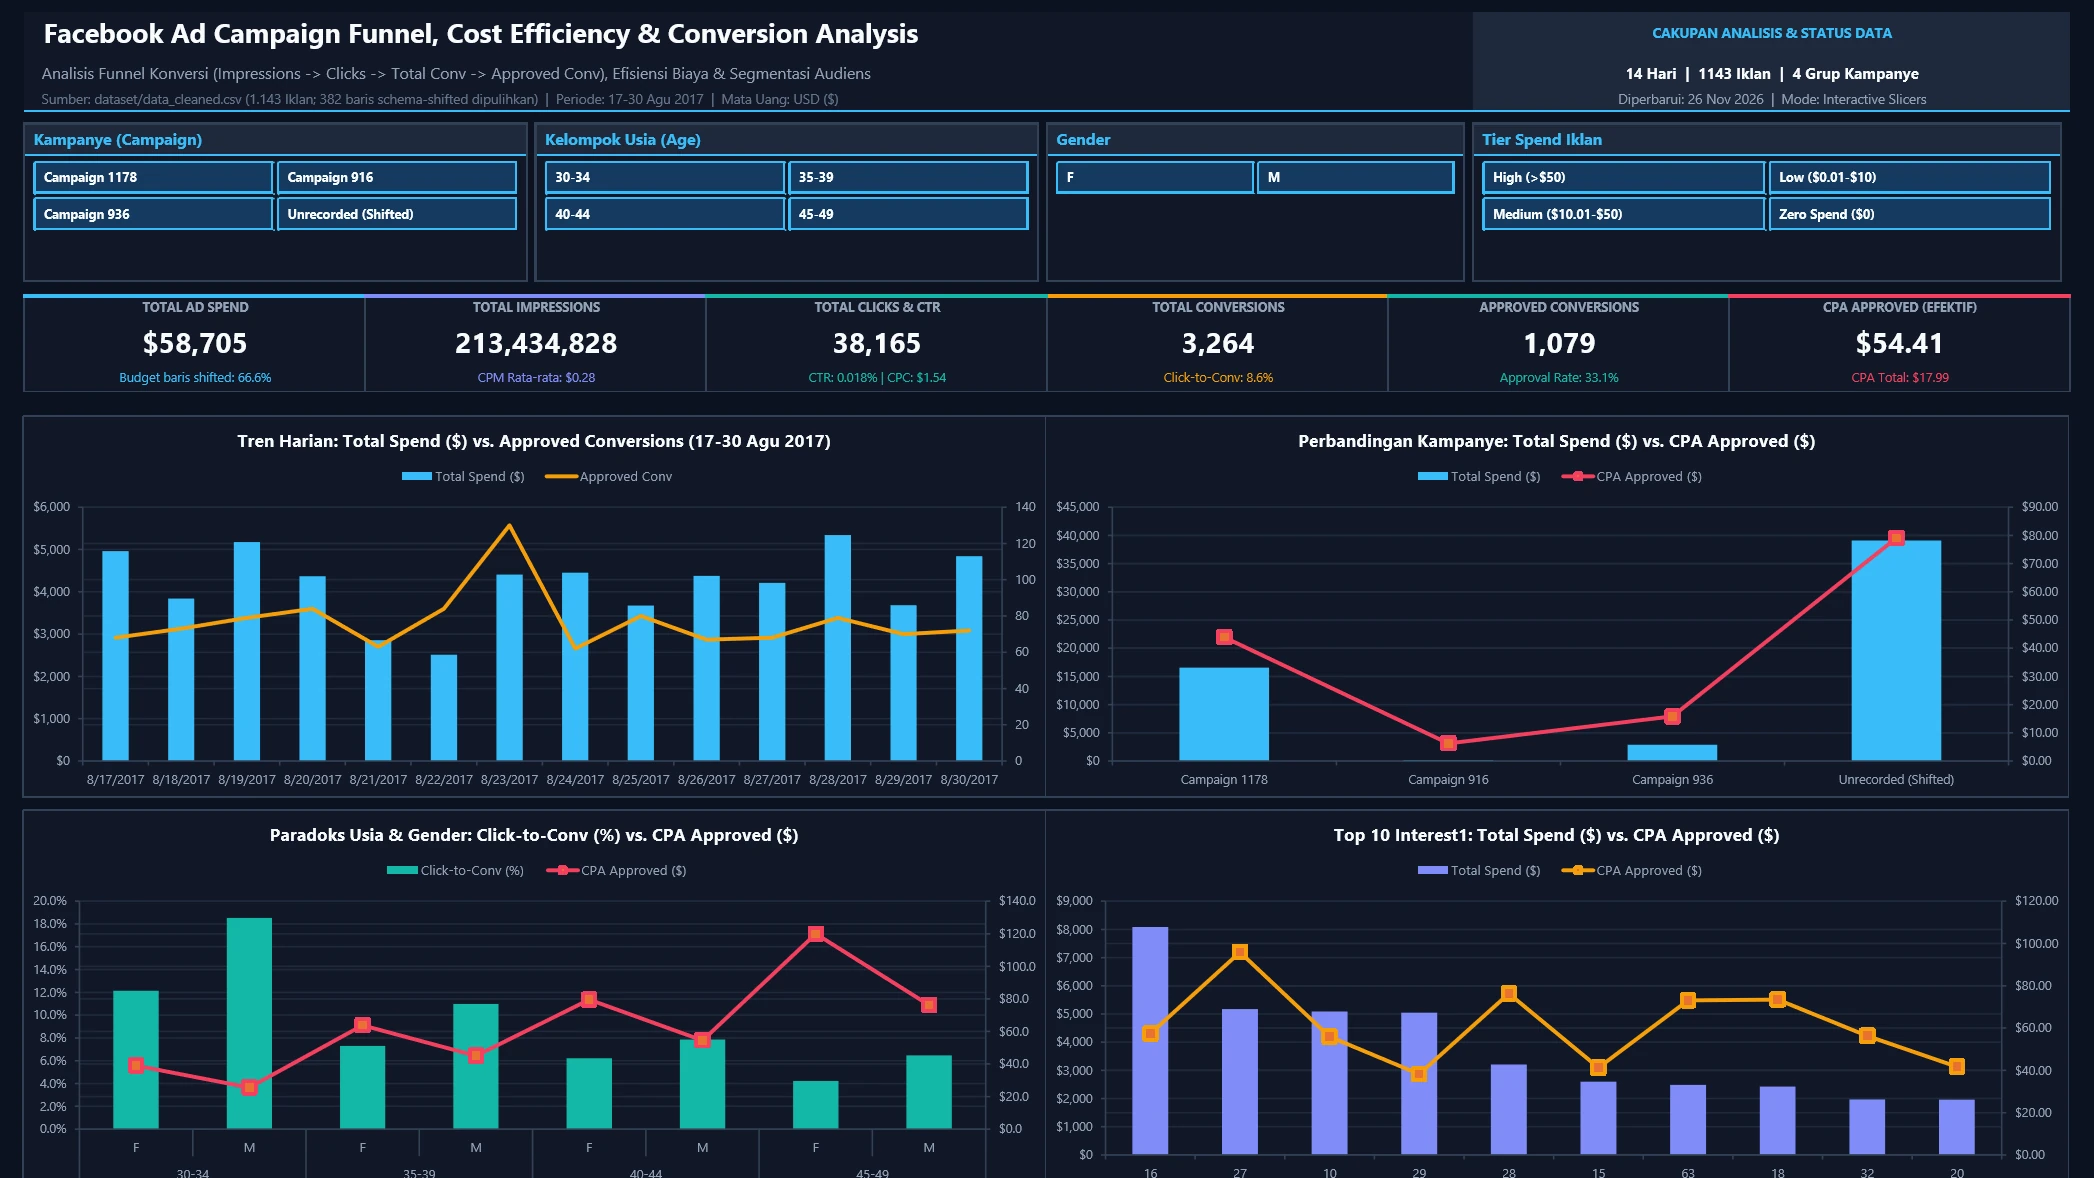 Facebook Ad Campaign Funnel, Cost Efficiency & Conversion Analysis
Analisis Funnel Konversi (Impressions -> Clicks -> Total Conv -> Approved Conv), Efisiensi Biaya & Segmentasi Audiens
Sumber: dataset/data_cleaned.csv (1.143 Iklan; 382 baris schema-shifted dipulihkan) | Periode: 17-30 Agu 2017 | Mata Uang: USD ($)
CAKUPAN ANALISIS & STATUS DATA
14 Hari | 1143 Iklan | 4 Grup Kampanye
Diperbarui: 26 Nov 2026 | Mode: Interactive Slicers
Kampanye (Campaign)
Campaign 1178 Campaign 916
Campaign 936 Unrecorded (Shifted)
Kelompok Usia (Age)
30-34 35-39
40-44 45-49
Gender
F M
Tier Spend Iklan
High (>$50) Low ($0.01-$10)
Medium ($10.01-$50) Zero Spend ($0)
TOTAL AD SPEND
$58,705
Budget baris shifted: 66.6%
TOTAL IMPRESSIONS
213,434,828
CPM Rata-rata: $0.28
TOTAL CLICKS & CTR
38,165
CTR: 0.018% | CPC: $1.54
TOTAL CONVERSIONS
3,264
Click-to-Conv: 8.6%
APPROVED CONVERSIONS
1,079
Approval Rate: 33.1%
CPA APPROVED (EFEKTIF)
$54.41
CPA Total: $17.99
Tren Harian: Total Spend ($) vs. Approved Conversions (17-30 Agu 2017)
Total Spend ($) Approved Conv
$6,000
$5,000
$4,000
$3,000
$2,000
$1,000
$0
140
120
100
80
60
40
20
0
8/17/2017 8/18/2017 8/19/2017 8/20/2017 8/21/2017 8/22/2017 8/23/2017 8/24/2017 8/25/2017 8/26/2017 8/27/2017 8/28/2017 8/29/2017 8/30/2017
Perbandingan Kampanye: Total Spend ($) vs. CPA Approved ($)
Total Spend ($) CPA Approved ($)
$45,000
$40,000
$35,000
$30,000
$25,000
$20,000
$15,000
$10,000
$5,000
$0
$90.00
$80.00
$70.00
$60.00
$50.00
$40.00
$30.00
$20.00
$10.00
$0.00
Campaign 1178 Campaign 916 Campaign 936 Unrecorded (Shifted)
Paradoks Usia & Gender: Click-to-Conv (%) vs. CPA Approved ($)
Click-to-Conv (%) CPA Approved ($)
20.0%
18.0%
16.0%
14.0%
12.0%
10.0%
8.0%
6.0%
4.0%
2.0%
0.0%
$140.0
$120.0
$100.0
$80.0
$60.0
$40.0
$20.0
$0.0
F M F M F M F M
30-34 35-39 40-44 45-49
Top 10 Interest1: Total Spend ($) vs. CPA Approved ($)
Total Spend ($) CPA Approved ($)
$9,000
$8,000
$7,000
$6,000
$5,000
$4,000
$3,000
$2,000
$1,000
$0
$120.00
$100.00
$80.00
$60.00
$40.00
$20.00
$0.00
16 27 10 29 28 15 63 18 32 20